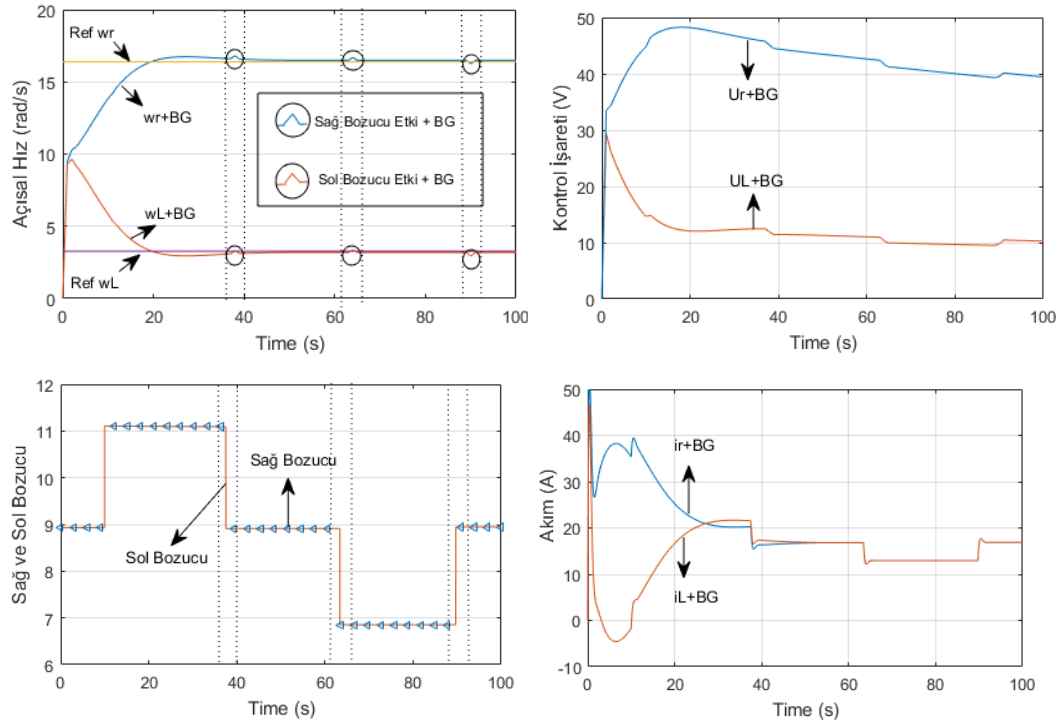 20
15
10
5
0
Açısal Hız (rad/s)
Ref wr
wr+BG
Sağ Bozucu Etki + BG
Sol Bozucu Etki + BG
wL+BG
Ref wL
0 20 40 60 80 100
Time (s)
50
40
30
20
10
0
Kontrol İşareti (V)
Ur+BG
UL+BG
0 20 40 60 80 100
Time (s)
12
11
10
9
8
7
6
Sağ ve Sol Bozucu
Sağ Bozucu
Sol Bozucu
0 20 40 60 80 100
Time (s)
50
40
30
20
10
0
-10
Akım (A)
ir+BG
iL+BG
0 20 40 60 80 100
Time (s)